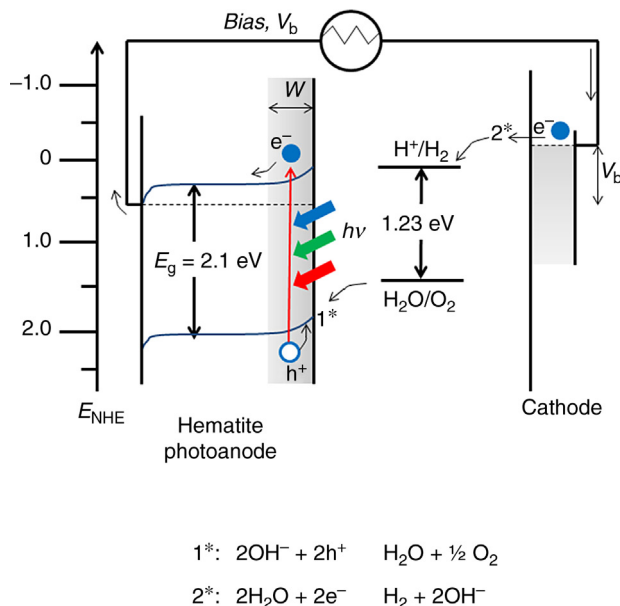 Bias, V_b
−1.0
W
e⁻
2*
e⁻
0
H⁺/H₂
V_b
hν
1.23 eV
1.0
E_g = 2.1 eV
H₂O/O₂
1*
2.0
h⁺
E_NHE
Hematite
photoanode
Cathode
1*: 2OH⁻ + 2h⁺ H₂O + ½ O₂
2*: 2H₂O + 2e⁻ H₂ + 2OH⁻